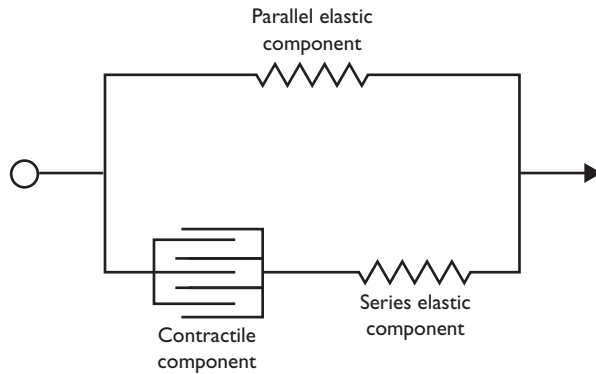 Parallel elastic
component
Series elastic
component
Contractile
component